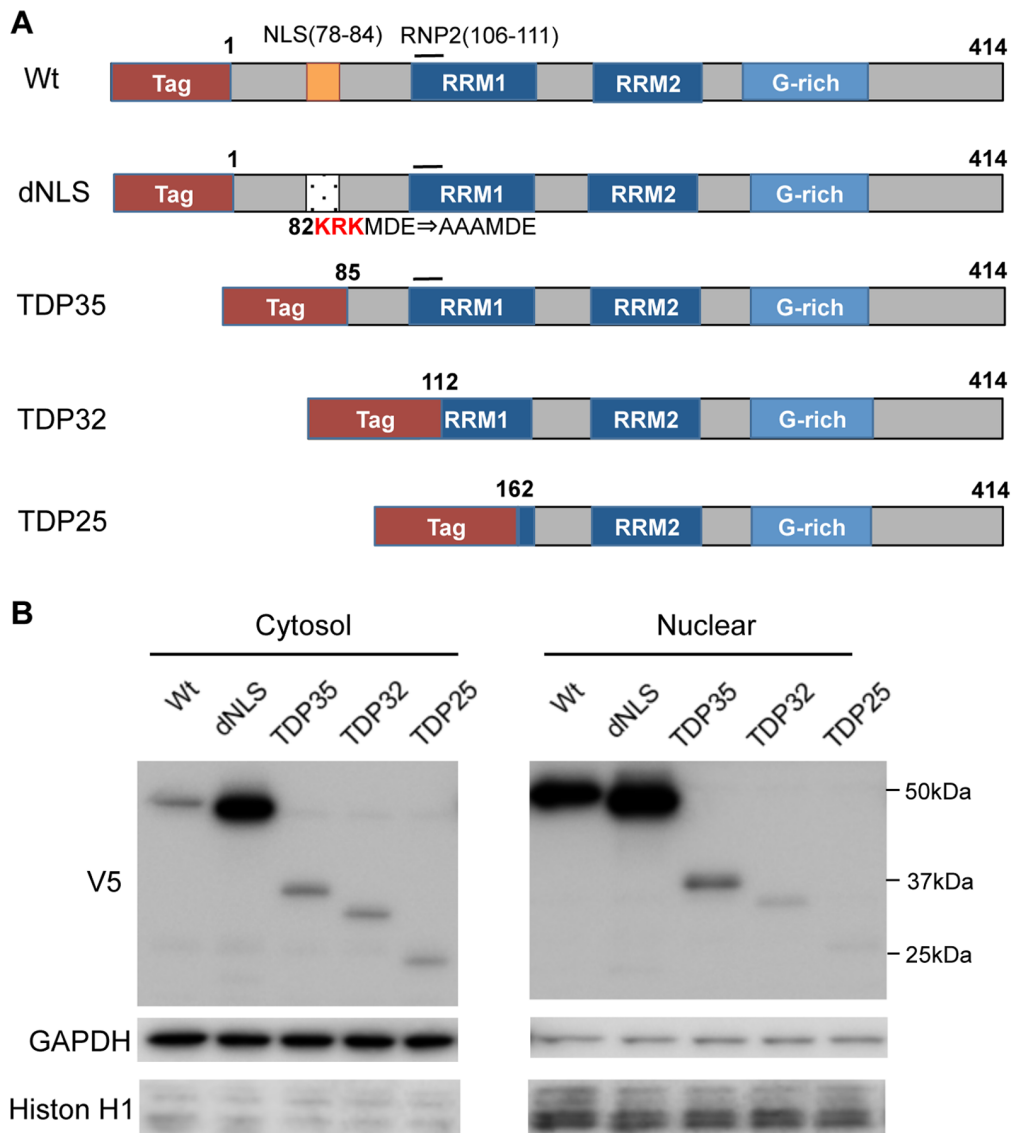 A
NLS(78-84) RNP2(106-111)
1 414
Wt Tag RRM1 RRM2 G-rich
1 414
dNLS Tag RRM1 RRM2 G-rich
82KRKMDE⇒AAAMDE
85 414
TDP35 Tag RRM1 RRM2 G-rich
112 414
TDP32 Tag RRM1 RRM2 G-rich
162 414
TDP25 Tag RRM2 G-rich
B
Cytosol Nuclear
Wt dNLS TDP35 TDP32 TDP25 Wt dNLS TDP35 TDP32 TDP25
50kDa
V5 37kDa
25kDa
GAPDH
Histon H1